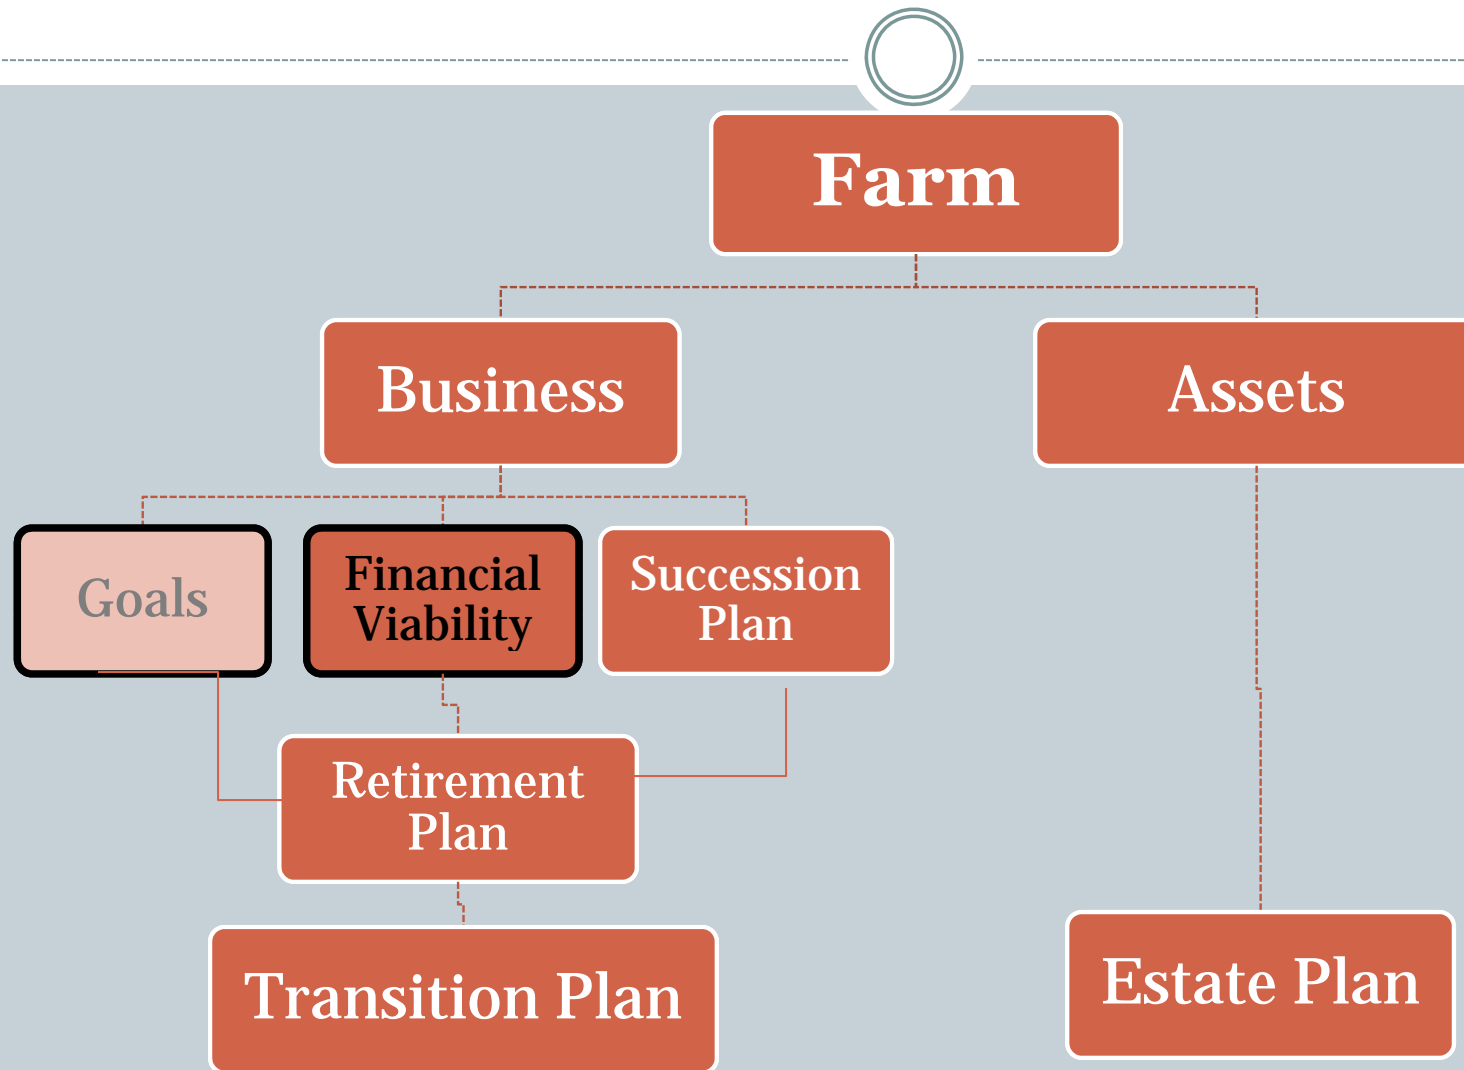 Farm
Business
Assets
Goals
Financial
Viability
Succession
Plan
Retirement
Plan
Transition Plan
Estate Plan